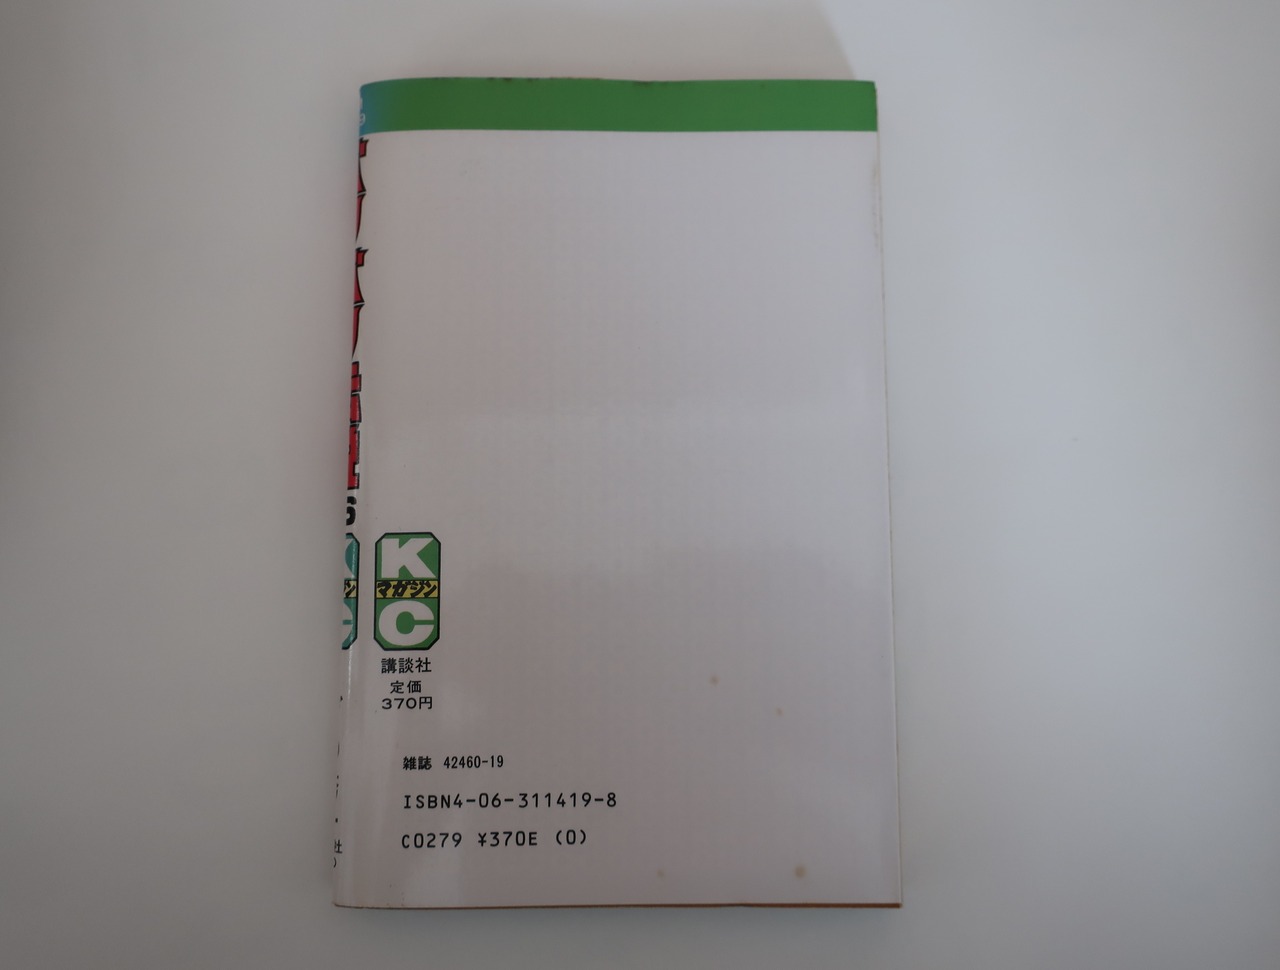 K
マガジン
C
講談社
定価
370円
雑誌 42460-19
ISBN4-06-311419-8
C0279 ¥370E (0)